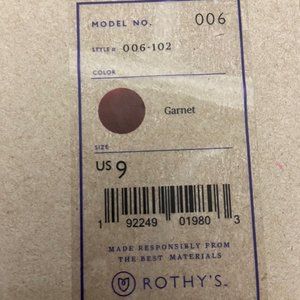 MODEL NO. 006
STYLE # 006-102
COLOR
Garnet
SIZE
US 9
1 92249 01980 3
MADE RESPONSIBLY FROM
THE BEST MATERIALS
ROTHY'S™